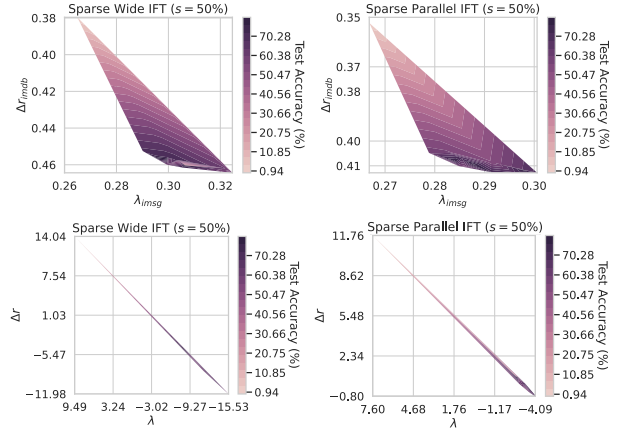 Sparse Wide IFT (s = 50%)
0.38
0.40
0.42
0.44
0.46
Δr_imdb
0.26 0.28 0.30 0.32
λ_imsg
70.28
60.38
50.47
40.57
30.66
20.75
10.85
0.94
Test Accuracy (%)
Sparse Parallel IFT (s = 50%)
0.35
0.37
0.38
0.40
0.41
Δr_imdb
0.27 0.28 0.29 0.30
λ_imsg
70.28
60.38
50.47
40.57
30.66
20.75
10.85
0.94
Test Accuracy (%)
Sparse Wide IFT (s = 50%)
14.04
7.54
1.03
−5.47
−11.98
Δr
9.49 3.24 −3.02 −9.27 −15.53
λ
70.28
60.38
50.47
40.57
30.66
20.75
10.85
0.94
Test Accuracy (%)
Sparse Parallel IFT (s = 50%)
11.76
8.62
5.48
2.34
−0.80
Δr
7.60 4.68 1.76 −1.17 −4.09
λ
70.28
60.38
50.47
40.57
30.66
20.75
10.85
0.94
Test Accuracy (%)